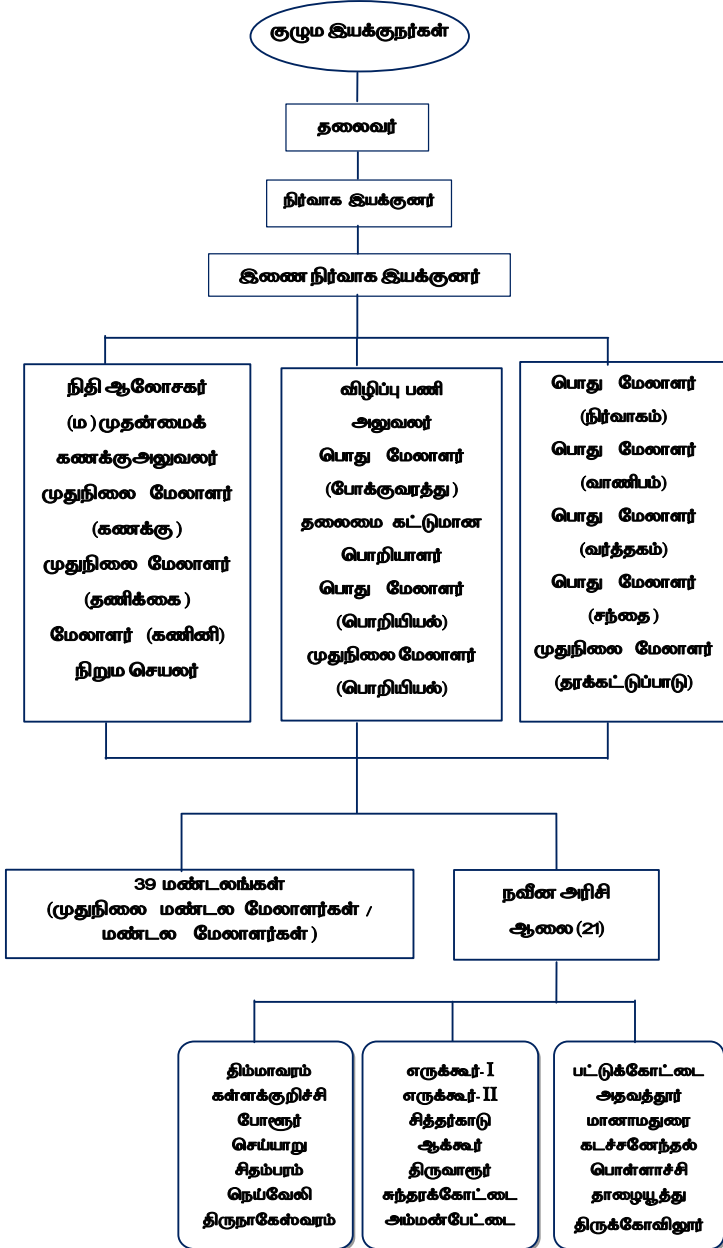 குழும இயக்குநர்கள்
தலைவர்
நிர்வாக இயக்குனர்
இணை நிர்வாக இயக்குனர்
நிதி ஆலோசகர்
(ம) முதன்மைக்
கணக்குஅலுவலர்
முதுநிலை மேலாளர்
(கணக்கு)
முதுநிலை மேலாளர்
(தணிக்கை)
மேலாளர் (கணினி)
நிறும செயலர்
விழிப்பு பணி
அலுவலர்
பொது மேலாளர்
(போக்குவரத்து)
தலைமை கட்டுமான
பொறியாளர்
பொது மேலாளர்
(பொறியியல்)
முதுநிலை மேலாளர்
(பொறியியல்)
பொது மேலாளர்
(நிர்வாகம்)
பொது மேலாளர்
(வாணிபம்)
பொது மேலாளர்
(வர்த்தகம்)
பொது மேலாளர்
(சந்தை)
முதுநிலை மேலாளர்
(தரக்கட்டுப்பாடு)
39 மண்டலங்கள்
(முதுநிலை மண்டல மேலாளர்கள் /
மண்டல மேலாளர்கள்)
நவீன அரிசி
ஆலை (21)
திம்மாவரம்
கள்ளக்குறிச்சி
போளூர்
செய்யாறு
சிதம்பரம்
நெய்வேலி
திருநாகேஸ்வரம்
எருக்கூர்-I
எருக்கூர்-II
சித்தர்காடு
ஆக்கூர்
திருவாரூர்
சுந்தரக்கோட்டை
அம்மன்பேட்டை
பட்டுக்கோட்டை
அதவத்தூர்
மானாமதுரை
கடச்சனேந்தல்
பொள்ளாச்சி
தாழையூத்து
திருக்கோவிலூர்